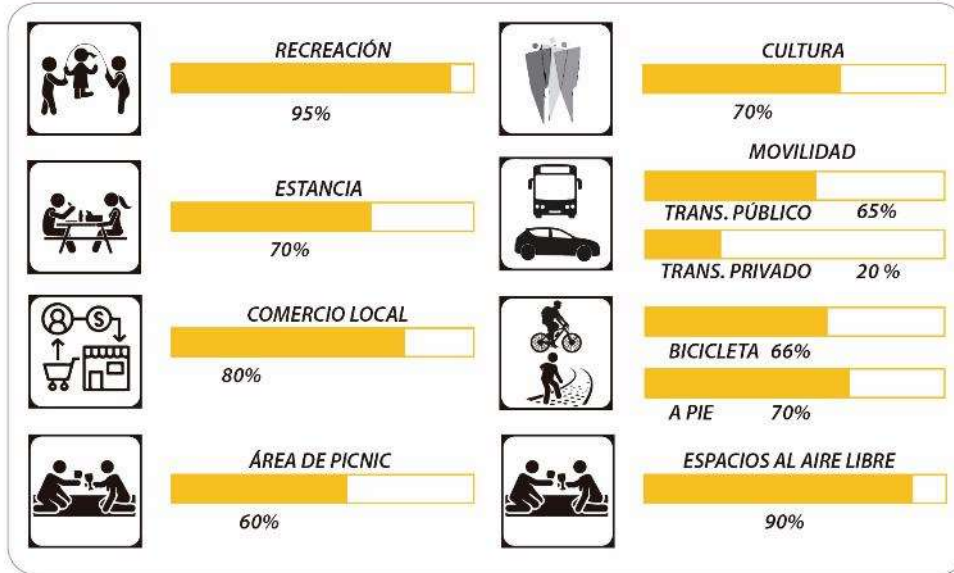 RECREACIÓN
95%
ESTANCIA
70%
COMERCIO LOCAL
80%
ÁREA DE PICNIC
60%
CULTURA
70%
MOVILIDAD
TRANS. PÚBLICO 65%
TRANS. PRIVADO 20 %
BICICLETA 66%
A PIE 70%
ESPACIOS AL AIRE LIBRE
90%